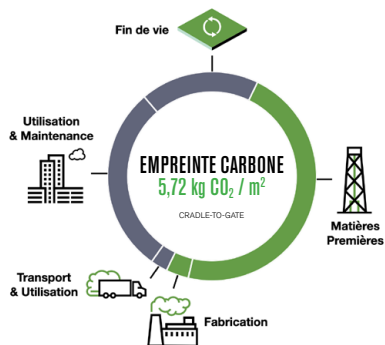 Fin de vie
Utilisation
& Maintenance
EMPREINTE CARBONE
5,72 kg CO₂ / m²
CRADLE-TO-GATE
Matières
Premières
Transport
& Utilisation
Fabrication